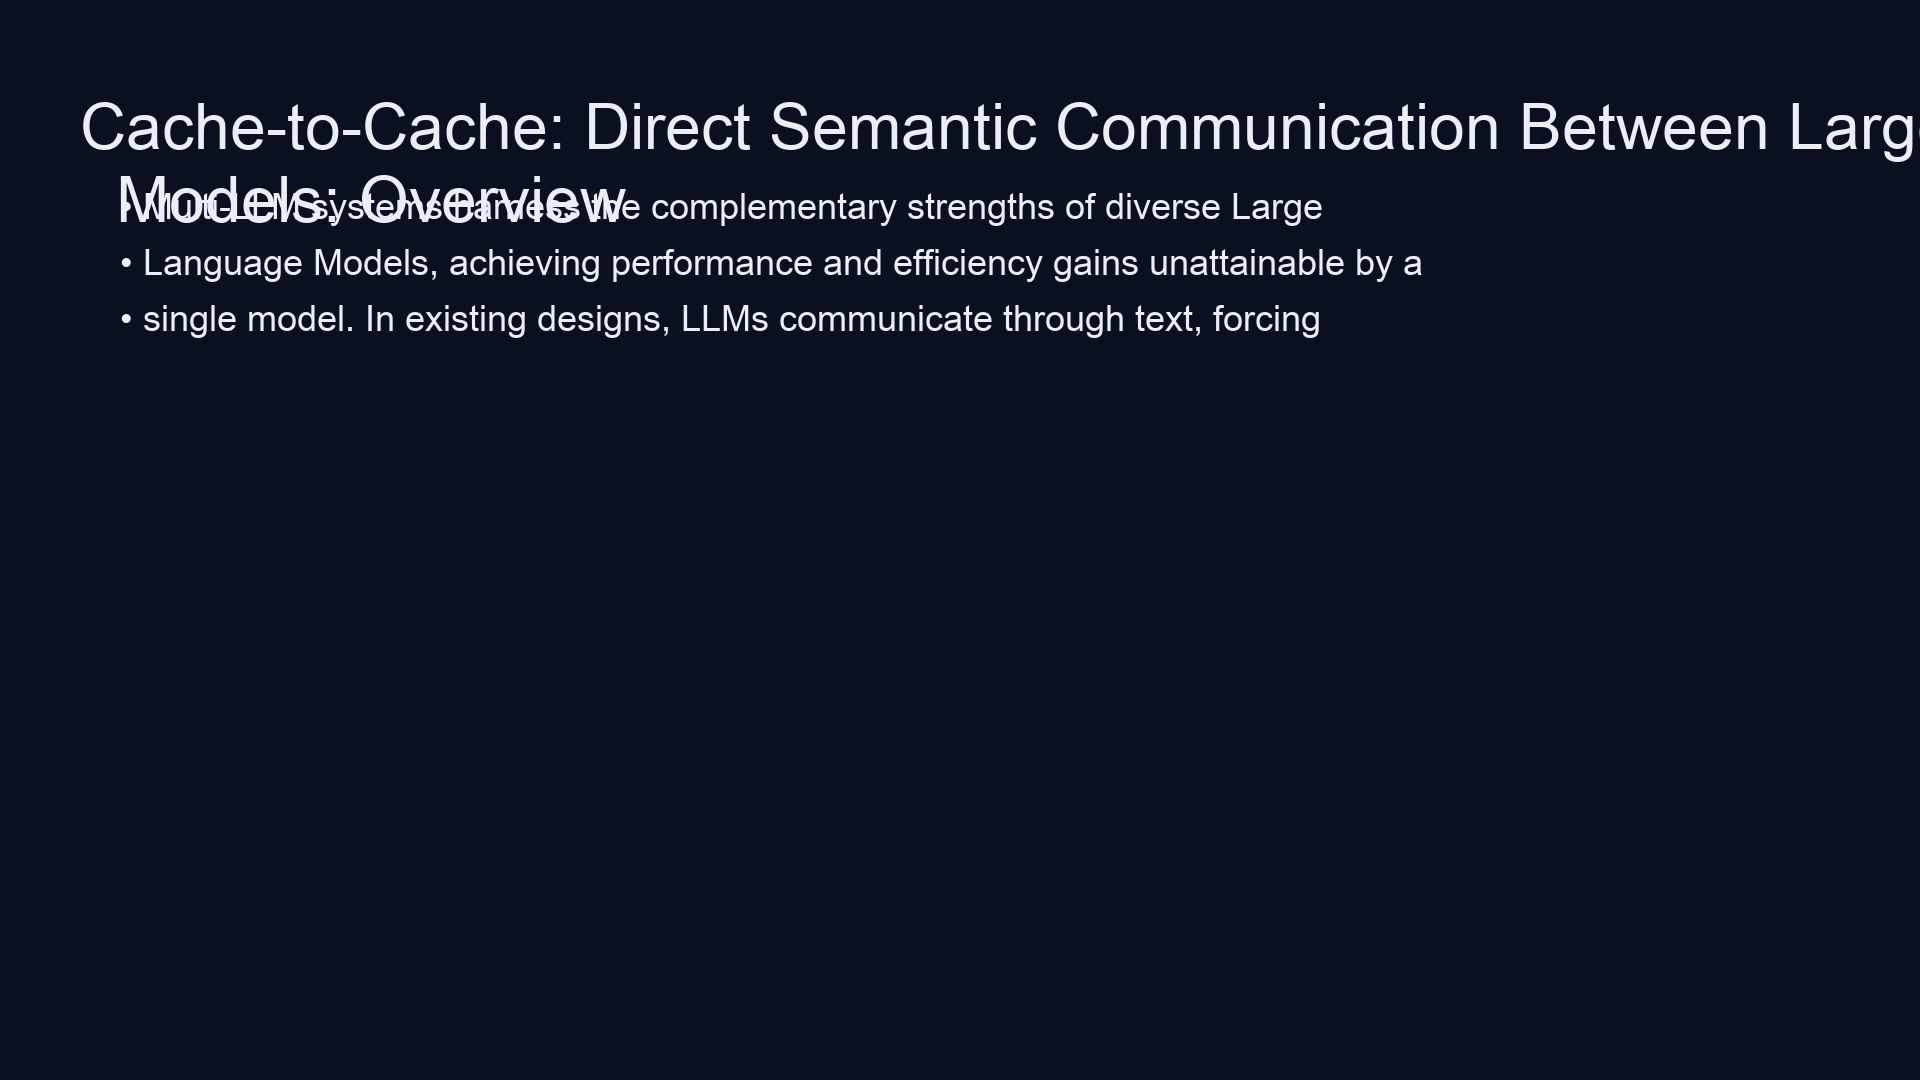 Cache-to-Cache: Direct Semantic Communication Between Larg
Models: Overview
• Multi-LLM systems harness the complementary strengths of diverse Large
• Language Models, achieving performance and efficiency gains unattainable by a
• single model. In existing designs, LLMs communicate through text, forcing